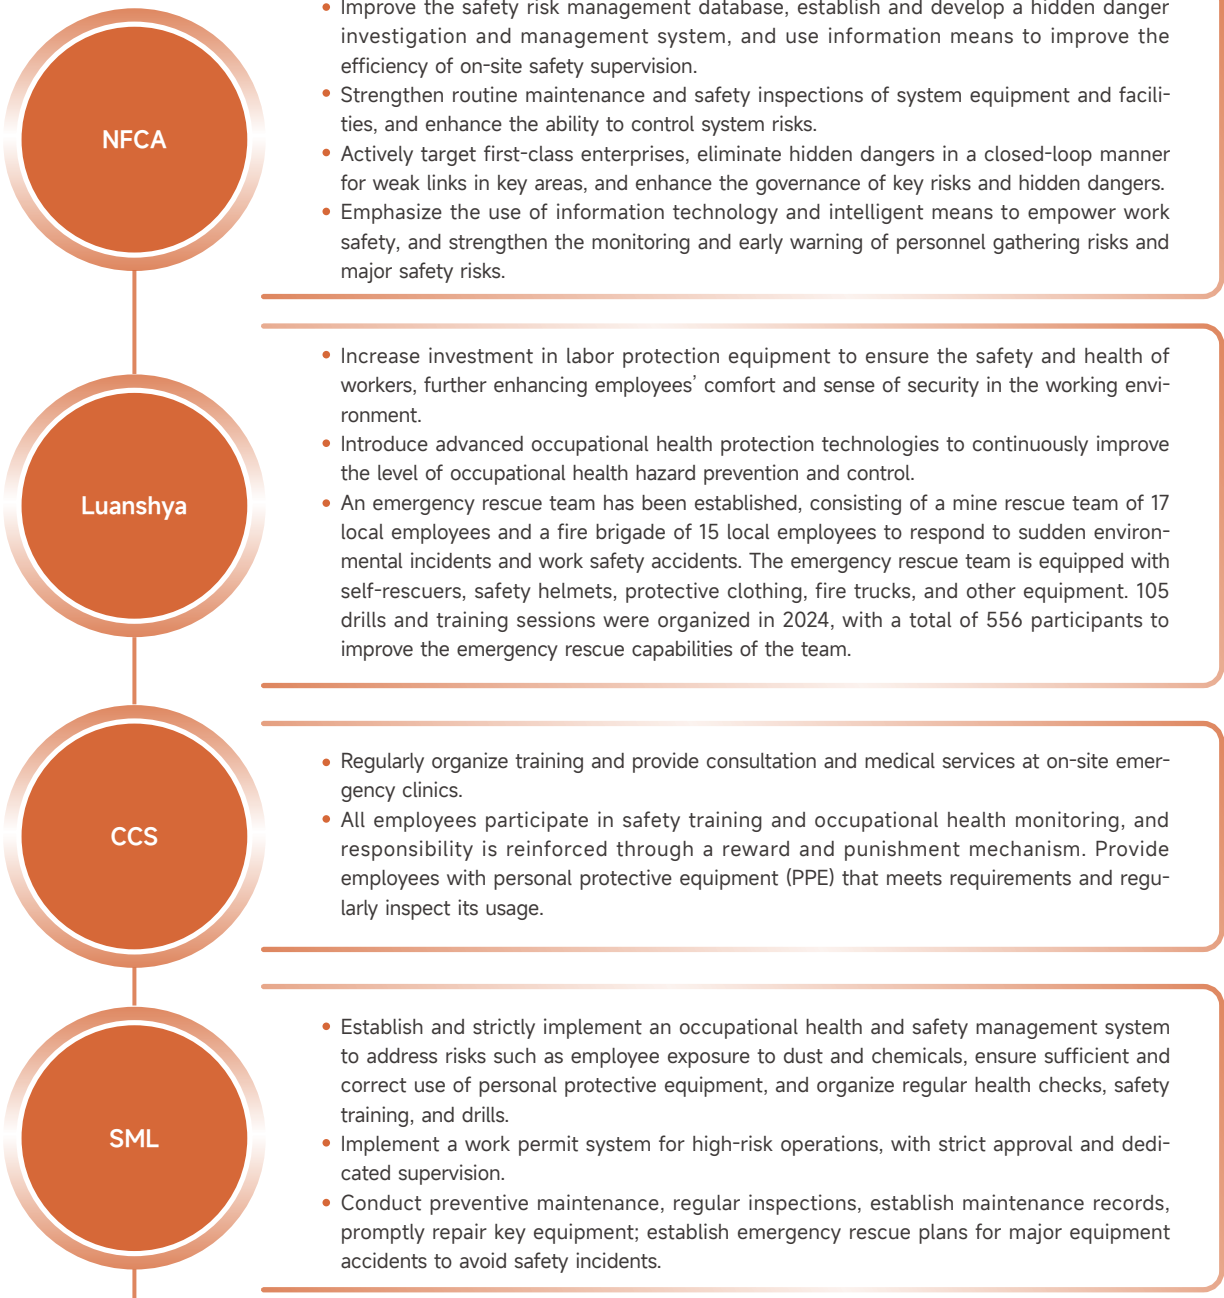 NFCA
• Improve the safety risk management database, establish and develop a hidden danger
investigation and management system, and use information means to improve the
efficiency of on-site safety supervision.
• Strengthen routine maintenance and safety inspections of system equipment and facili-
ties, and enhance the ability to control system risks.
• Actively target first-class enterprises, eliminate hidden dangers in a closed-loop manner
for weak links in key areas, and enhance the governance of key risks and hidden dangers.
• Emphasize the use of information technology and intelligent means to empower work
safety, and strengthen the monitoring and early warning of personnel gathering risks and
major safety risks.
Luanshya
• Increase investment in labor protection equipment to ensure the safety and health of
workers, further enhancing employees’ comfort and sense of security in the working envi-
ronment.
• Introduce advanced occupational health protection technologies to continuously improve
the level of occupational health hazard prevention and control.
• An emergency rescue team has been established, consisting of a mine rescue team of 17
local employees and a fire brigade of 15 local employees to respond to sudden environ-
mental incidents and work safety accidents. The emergency rescue team is equipped with
self-rescuers, safety helmets, protective clothing, fire trucks, and other equipment. 105
drills and training sessions were organized in 2024, with a total of 556 participants to
improve the emergency rescue capabilities of the team.
CCS
• Regularly organize training and provide consultation and medical services at on-site emer-
gency clinics.
• All employees participate in safety training and occupational health monitoring, and
responsibility is reinforced through a reward and punishment mechanism. Provide
employees with personal protective equipment (PPE) that meets requirements and regu-
larly inspect its usage.
SML
• Establish and strictly implement an occupational health and safety management system
to address risks such as employee exposure to dust and chemicals, ensure sufficient and
correct use of personal protective equipment, and organize regular health checks, safety
training, and drills.
• Implement a work permit system for high-risk operations, with strict approval and dedi-
cated supervision.
• Conduct preventive maintenance, regular inspections, establish maintenance records,
promptly repair key equipment; establish emergency rescue plans for major equipment
accidents to avoid safety incidents.